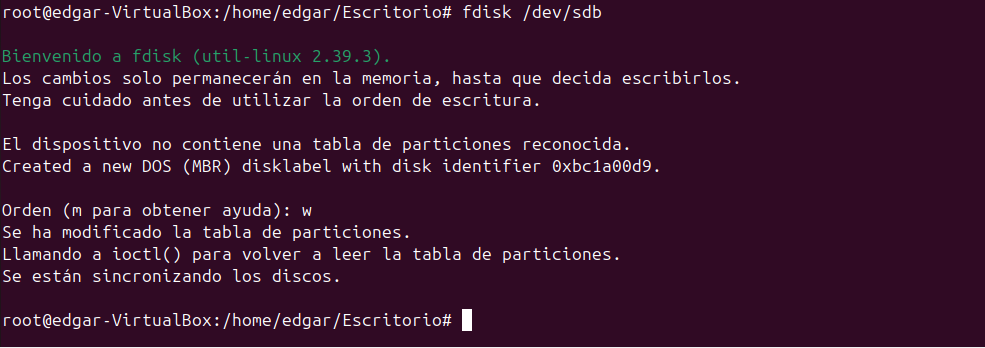 root@edgar-VirtualBox:/home/edgar/Escritorio# fdisk /dev/sdb
Bienvenido a fdisk (util-linux 2.39.3).
Los cambios solo permanecerán en la memoria, hasta que decida escribirlos.
Tenga cuidado antes de utilizar la orden de escritura.
El dispositivo no contiene una tabla de particiones reconocida.
Created a new DOS (MBR) disklabel with disk identifier 0xbc1a00d9.
Orden (m para obtener ayuda): w
Se ha modificado la tabla de particiones.
Llamando a ioctl() para volver a leer la tabla de particiones.
Se están sincronizando los discos.
root@edgar-VirtualBox:/home/edgar/Escritorio#